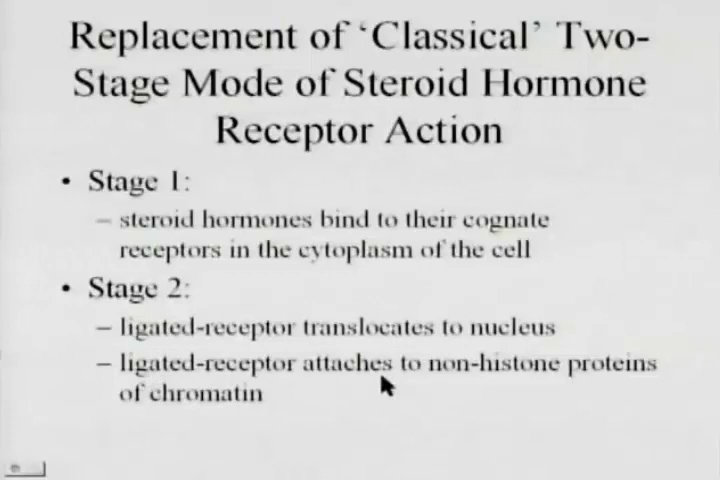 Replacement of ‘Classical’ Two-
Stage Mode of Steroid Hormone
Receptor Action
• Stage 1:
– steroid hormones bind to their cognate
receptors in the cytoplasm of the cell
• Stage 2:
– ligated-receptor translocates to nucleus
– ligated-receptor attaches to non-histone proteins
of chromatin